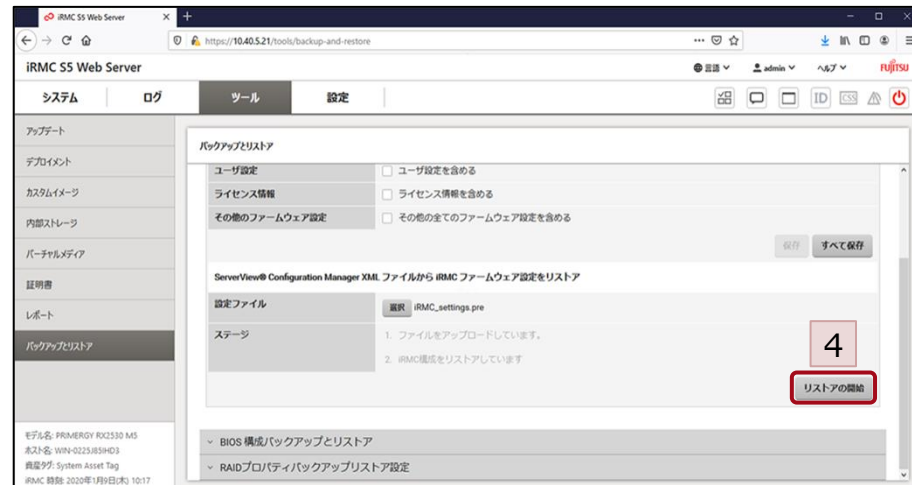 iRMC S5 Web Server
https://10.40.5.21/tools/backup-and-restore
iRMC S5 Web Server
言語
admin
ヘルプ
FUJITSU
システム
ログ
ツール
設定
ID
CSS
アップデート
デプロイメント
カスタムイメージ
内部ストレージ
バーチャルメディア
証明書
レポート
バックアップとリストア
モデル名: PRIMERGY RX2530 M5
ホスト名: WIN-0225J85IHD3
資産タグ: System Asset Tag
iRMC 時刻: 2020年1月9日(木) 10:17
バックアップとリストア
ユーザ設定 ユーザ設定を含める
ライセンス情報 ライセンス情報を含める
その他のファームウェア設定 その他の全てのファームウェア設定を含める
保存 すべて保存
ServerView® Configuration Manager XML ファイルから iRMC ファームウェア設定をリストア
設定ファイル 選択 iRMC_settings.pre
ステージ 1. ファイルをアップロードしています。
2. iRMC構成をリストアしています
4
リストアの開始
BIOS 構成バックアップとリストア
RAIDプロパティバックアップリストア設定